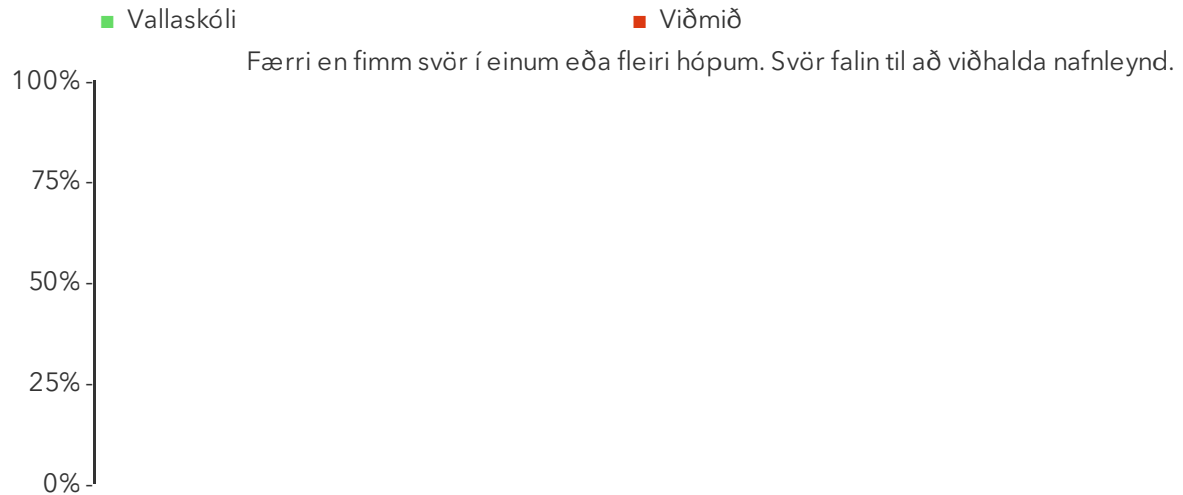 Vallaskóli Viðmið
Færri en fimm svör í einum eða fleiri hópum. Svör falin til að viðhalda nafnleynd.
100%
75%
50%
25%
0%